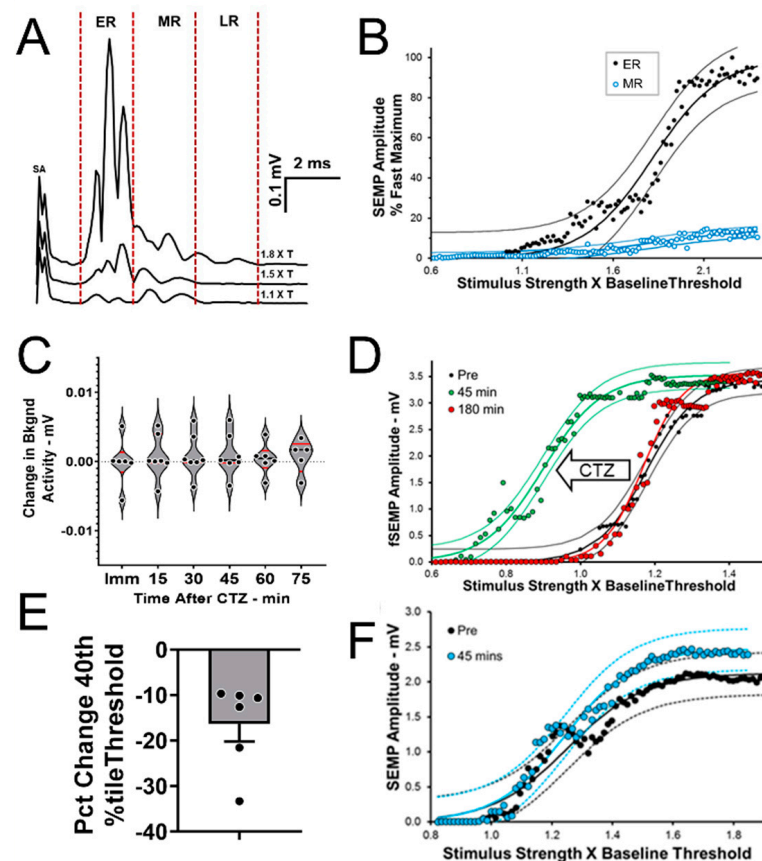 A
ER MR LR
SA
2 ms
0.1 mV
1.8 X T
1.5 X T
1.1 X T
B
SEMP Amplitude
% Fast Maximum
100
80
60
40
20
0
ER
MR
0.6 1.1 1.6 2.1
Stimulus Strength X BaselineThreshold
C
Change in Bkgnd
Activity - mV
0.01
0.00
-0.01
Imm 15 30 45 60 75
Time After CTZ - min
D
fSEMP Amplitude - mV
3.5
3.0
2.5
2.0
1.5
1.0
0.5
0.0
Pre
45 min
180 min
CTZ
0.6 0.8 1.0 1.2 1.4
Stimulus Strength X BaselineThreshold
E
Pct Change 40th
%tileThreshold
0
-10
-20
-30
-40
F
SEMP Amplitude - mV
3.0
2.5
2.0
1.5
1.0
0.5
0.0
Pre
45 mins
0.8 1.0 1.2 1.4 1.6 1.8
Stimulus Strength X Baseline Threshold